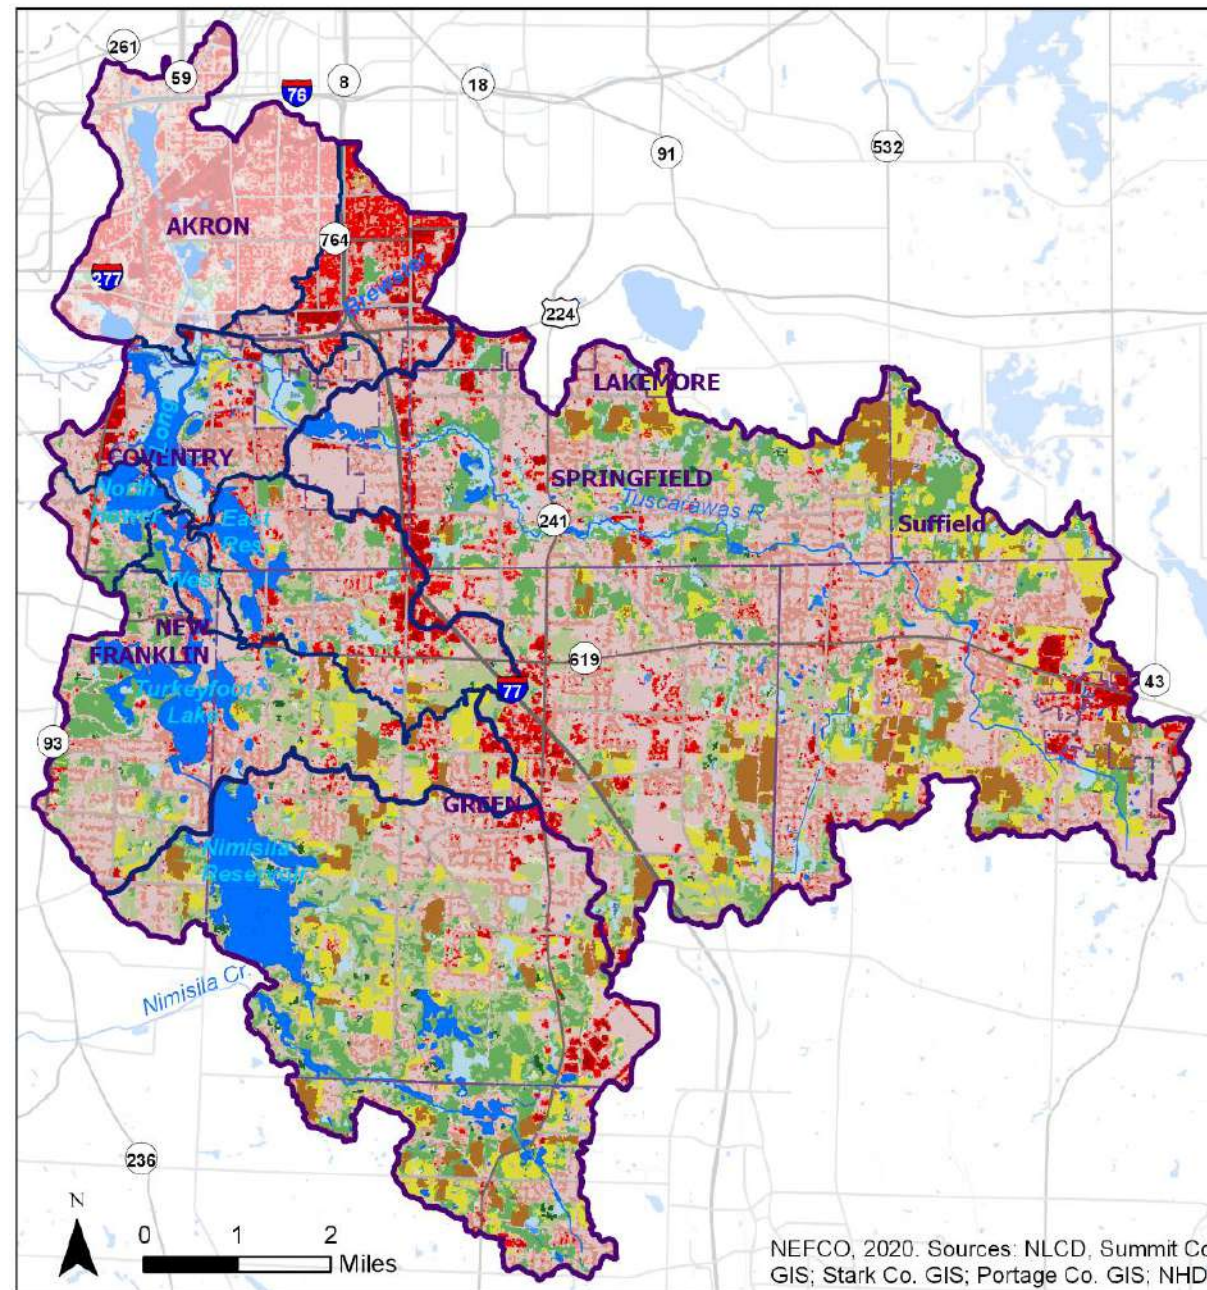 261
59
76
8
18
91
532
AKRON
764
277
Brewster
224
LAKEMORE
Long
COVENTRY
North
SPRINGFIELD
Tuscarawas R.
East
Res
241
Suffield
West
NEW
FRANKLIN
619
Turkeyfoot
Lake
77
43
93
GREEN
Nimisila
Reservoir
Nimisila Cr.
236
N
0 1 2
Miles
NEFCO, 2020. Sources: NLCD, Summit Co
GIS; Stark Co. GIS; Portage Co. GIS; NHD